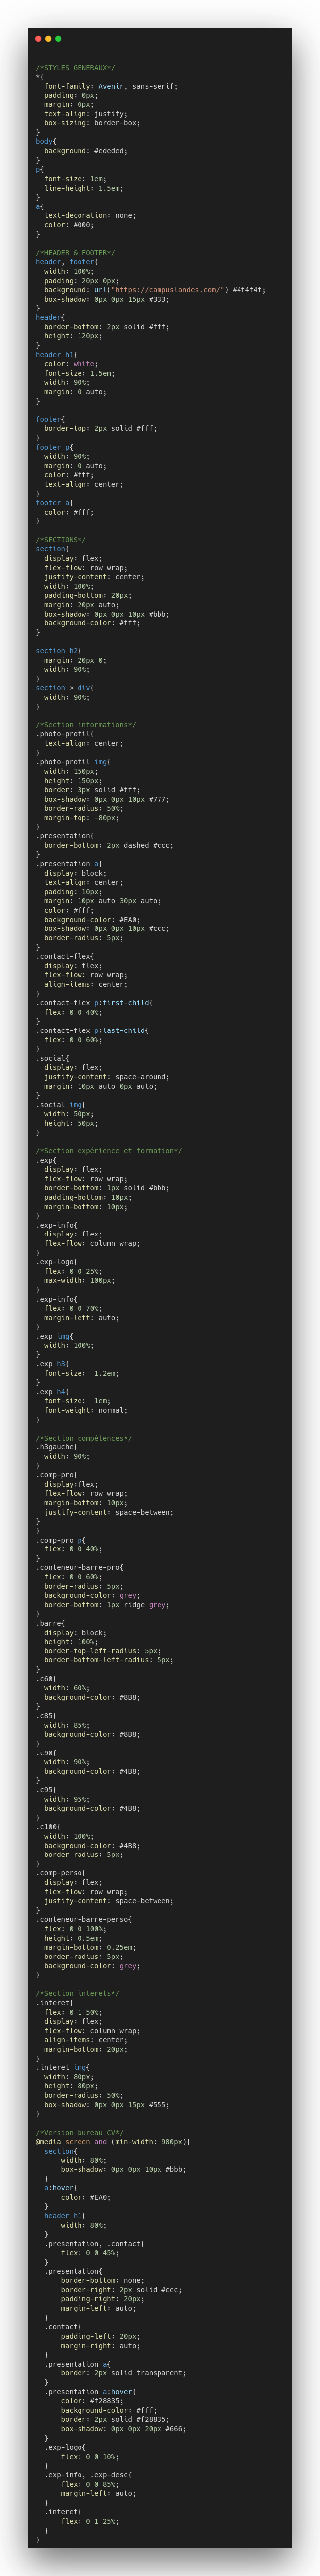 /*STYLES GENERAUX*/
*{
  font-family: Avenir, sans-serif;
  padding: 0px;
  margin: 0px;
  text-align: justify;
  box-sizing: border-box;
}
body{
  background: #ededed;
}
p{
  font-size: 1em;
  line-height: 1.5em;
}
a{
  text-decoration: none;
  color: #000;
}

/*HEADER & FOOTER*/
header, footer{
  width: 100%;
  padding: 20px 0px;
  background: url("https://campuslandes.com/") #4f4f4f;
  box-shadow: 0px 0px 15px #333;
}
header{
  border-bottom: 2px solid #fff;
  height: 120px;
}
header h1{
  color: white;
  font-size: 1.5em;
  width: 90%;
  margin: 0 auto;
}

footer{
  border-top: 2px solid #fff;
}
footer p{
  width: 90%;
  margin: 0 auto;
  color: #fff;
  text-align: center;
}
footer a{
  color: #fff;
}

/*SECTIONS*/
section{
  display: flex;
  flex-flow: row wrap;
  justify-content: center;
  width: 100%;
  padding-bottom: 20px;
  margin: 20px auto;
  box-shadow: 0px 0px 10px #bbb;
  background-color: #fff;
}

section h2{
  margin: 20px 0;
  width: 90%;
}
section > div{
  width: 90%;
}

/*Section informations*/
.photo-profil{
  text-align: center;
}
.photo-profil img{
  width: 150px;
  height: 150px;
  border: 3px solid #fff;
  box-shadow: 0px 0px 10px #777;
  border-radius: 50%;
  margin-top: -80px;
}
.presentation{
  border-bottom: 2px dashed #ccc;
}
.presentation a{
  display: block;
  text-align: center;
  padding: 10px;
  margin: 10px auto 30px auto;
  color: #fff;
  background-color: #EA0;
  box-shadow: 0px 0px 10px #ccc;
  border-radius: 5px;
}
.contact-flex{
  display: flex;
  flex-flow: row wrap;
  align-items: center;
}
.contact-flex p:first-child{
  flex: 0 0 40%;
}
.contact-flex p:last-child{
  flex: 0 0 60%;
}
.social{
  display: flex;
  justify-content: space-around;
  margin: 10px auto 0px auto;
}
.social img{
  width: 50px;
  height: 50px;
}

/*Section expérience et formation*/
.exp{
  display: flex;
  flex-flow: row wrap;
  border-bottom: 1px solid #bbb;
  padding-bottom: 10px;
  margin-bottom: 10px;
}
.exp-info{
  display: flex;
  flex-flow: column wrap;
}
.exp-logo{
  flex: 0 0 25%;
  max-width: 100px;
}
.exp-info{
  flex: 0 0 70%;
  margin-left: auto;
}
.exp img{
  width: 100%;
}
.exp h3{
  font-size:  1.2em;
}
.exp h4{
  font-size:  1em;
  font-weight: normal;
}

/*Section compétences*/
.h3gauche{
  width: 90%;
}
.comp-pro{
  display:flex;
  flex-flow: row wrap;
  margin-bottom: 10px;
  justify-content: space-between;
}
}
.comp-pro p{
  flex: 0 0 40%;
}
.conteneur-barre-pro{
  flex: 0 0 60%;
  border-radius: 5px;
  background-color: grey;
  border-bottom: 1px ridge grey;
}
.barre{
  display: block;
  height: 100%;
  border-top-left-radius: 5px;
  border-bottom-left-radius: 5px;
}
.c60{
  width: 60%;
  background-color: #8B8;
}
.c85{
  width: 85%;
  background-color: #8B8;
}
.c90{
  width: 90%;
  background-color: #4B8;
}
.c95{
  width: 95%;
  background-color: #4B8;
}
.c100{
  width: 100%;
  background-color: #4B8;
  border-radius: 5px;
}
.comp-perso{
  display: flex;
  flex-flow: row wrap;
  justify-content: space-between;
}
.conteneur-barre-perso{
  flex: 0 0 100%;
  height: 0.5em;
  margin-bottom: 0.25em;
  border-radius: 5px;
  background-color: grey;
}

/*Section interets*/
.interet{
  flex: 0 1 50%;
  display: flex;
  flex-flow: column wrap;
  align-items: center;
  margin-bottom: 20px;
}
.interet img{
  width: 80px;
  height: 80px;
  border-radius: 50%;
  box-shadow: 0px 0px 15px #555;
}

/*Version bureau CV*/
@media screen and (min-width: 980px){
  section{
      width: 80%;
      box-shadow: 0px 0px 10px #bbb;
  }
  a:hover{
      color: #EA0;
  }
  header h1{
      width: 80%;
  }
  .presentation, .contact{
      flex: 0 0 45%;
  }
  .presentation{
      border-bottom: none;
      border-right: 2px solid #ccc;
      padding-right: 20px;
      margin-left: auto;
  }
  .contact{
      padding-left: 20px;
      margin-right: auto;
  }
  .presentation a{
      border: 2px solid transparent;
  }
  .presentation a:hover{
      color: #f28835;
      background-color: #fff;
      border: 2px solid #f28835;
      box-shadow: 0px 0px 20px #666;
  }
  .exp-logo{
      flex: 0 0 10%;
  }
  .exp-info, .exp-desc{
      flex: 0 0 85%;
      margin-left: auto;
  }
  .interet{
      flex: 0 1 25%;
  }
}